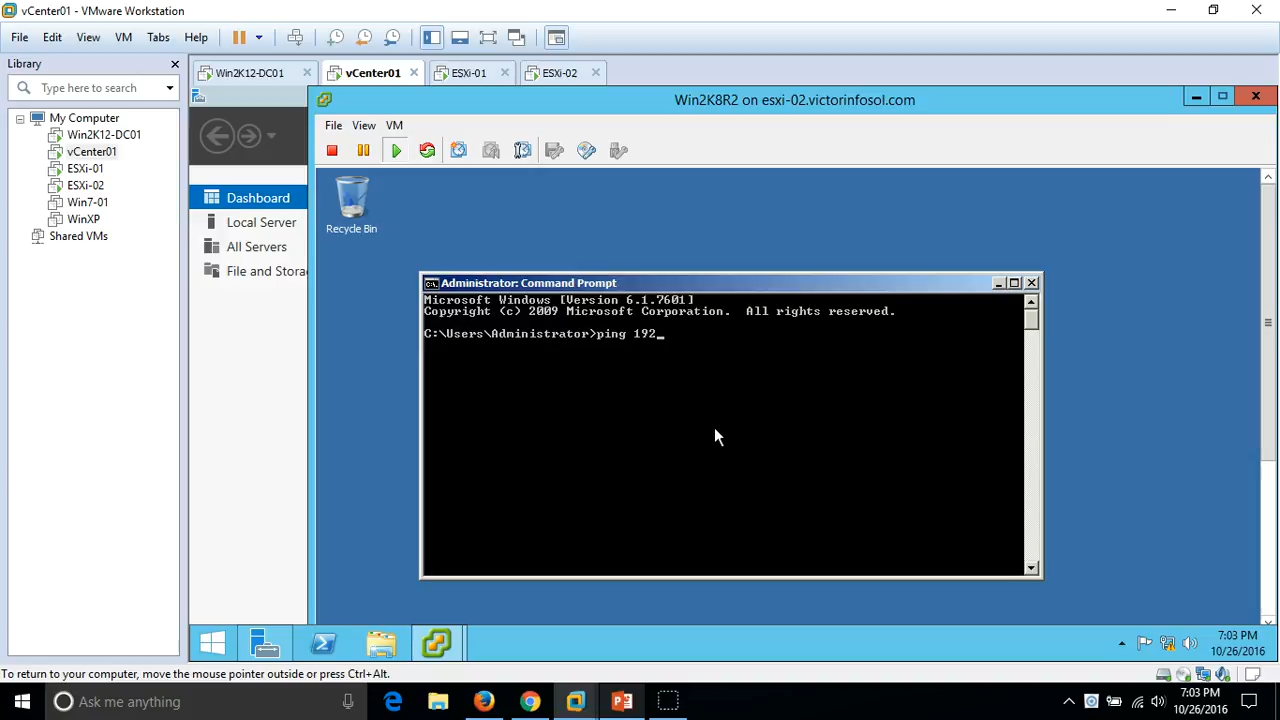 vCenter01 - VMware Workstation
File Edit View VM Tabs Help
Library
Type here to search
My Computer
Win2K12-DC01
vCenter01
ESXi-01
ESXi-02
Win7-01
WinXP
Shared VMs
Win2K12-DC01
vCenter01
ESXi-01
ESXi-02
Dashboard
Local Server
All Servers
File and Stora
Win2K8R2 on esxi-02.victorinfosol.com
File View VM
Recycle Bin
Administrator: Command Prompt
Microsoft Windows [Version 6.1.7601]
Copyright (c) 2009 Microsoft Corporation.  All rights reserved.
C:\Users\Administrator>ping 192_
7:03 PM
10/26/2016
To return to your computer, move the mouse pointer outside or press Ctrl+Alt.
Ask me anything
7:03 PM
10/26/2016